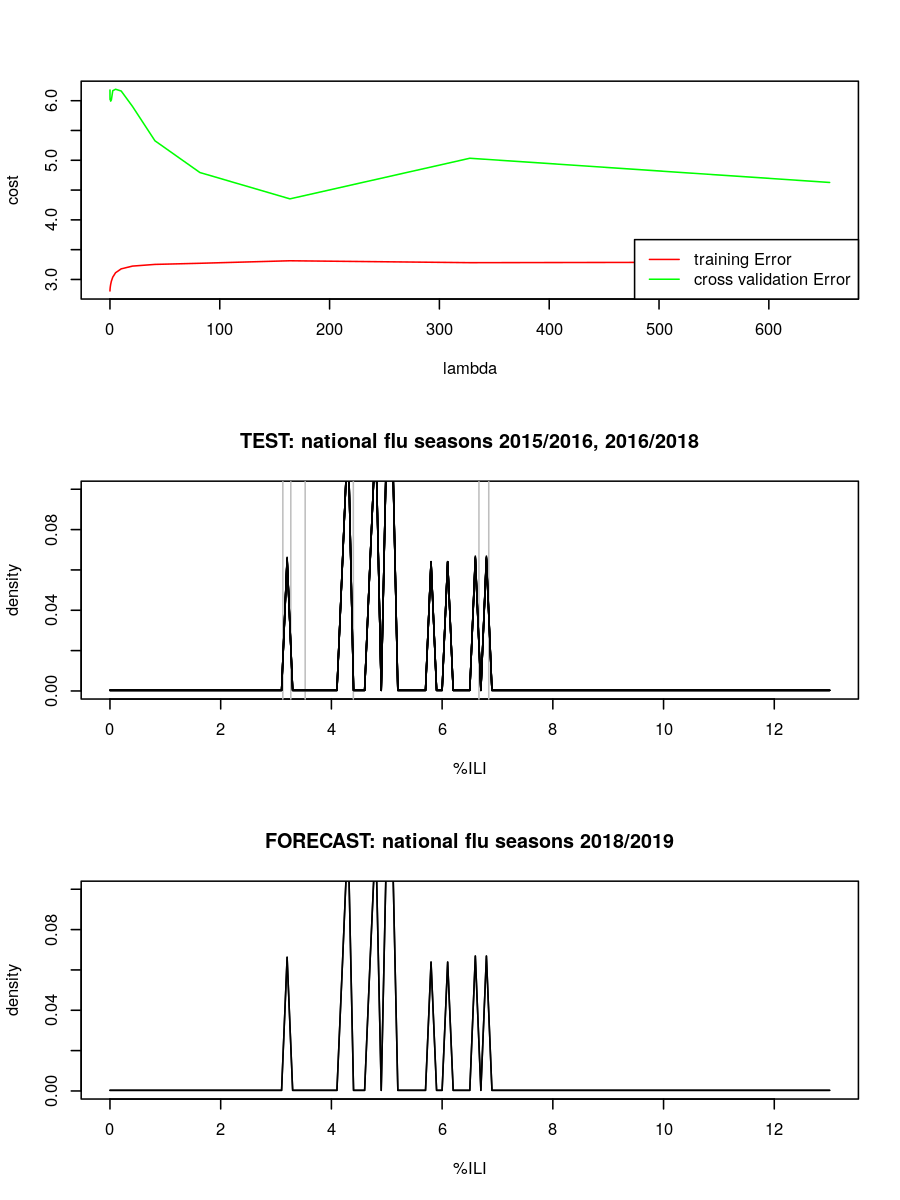 cost
6.0
5.0
4.0
3.0
training Error
cross validation Error
0 100 200 300 400 500 600
lambda
TEST: national flu seasons 2015/2016, 2016/2018
density
0.08
0.04
0.00
0 2 4 6 8 10 12
%ILI
FORECAST: national flu seasons 2018/2019
density
0.08
0.04
0.00
0 2 4 6 8 10 12
%ILI